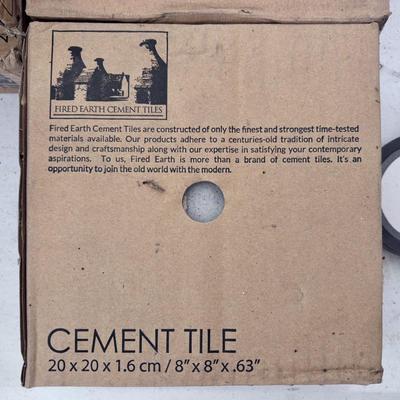 FIRED EARTH CEMENT TILES
Fired Earth Cement Tiles are constructed of only the finest and strongest time-tested
materials available. Our products adhere to a centuries-old tradition of intricate
design and craftsmanship along with our expertise in satisfying your contemporary
aspirations. To us, Fired Earth is more than a brand of cement tiles. It's an
opportunity to join the old world with the modern.
CEMENT TILE
20 x 20 x 1.6 cm / 8" x 8" x .63"